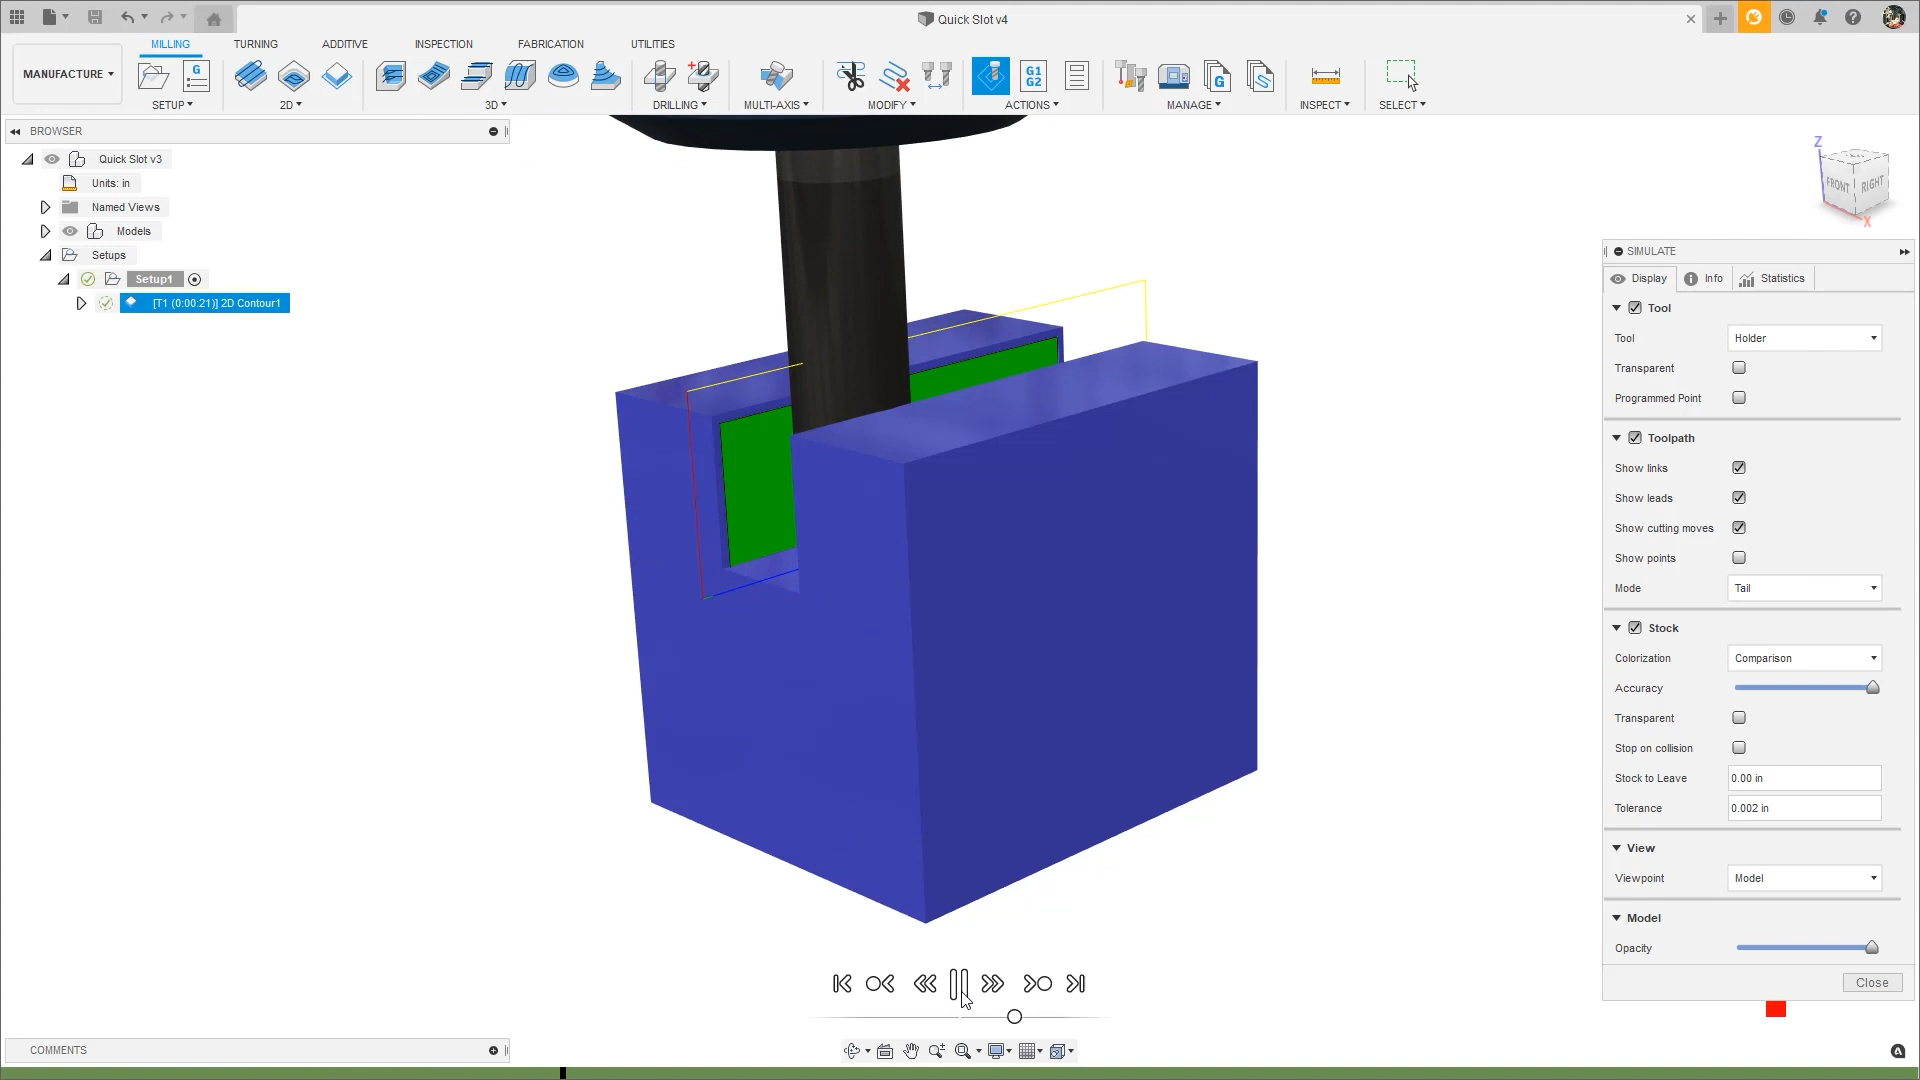 Quick Slot v4
MILLING TURNING ADDITIVE INSPECTION FABRICATION UTILITIES
MANUFACTURE
G G1 G2 G
SETUP 2D 3D DRILLING MULTI-AXIS MODIFY ACTIONS MANAGE INSPECT SELECT
BROWSER
Quick Slot v3
Units: in
Named Views
Models
Setups
Setup1
[T1 (0:00:21)] 2D Contour1
Z
FRONT RIGHT
X
SIMULATE
Display Info Statistics
Tool
Tool Holder
Transparent
Programmed Point
Toolpath
Show links
Show leads
Show cutting moves
Show points
Mode Tail
Stock
Colorization Comparison
Accuracy
Transparent
Stop on collision
Stock to Leave 0.00 in
Tolerance 0.002 in
View
Viewpoint Model
Model
Opacity
Close
COMMENTS